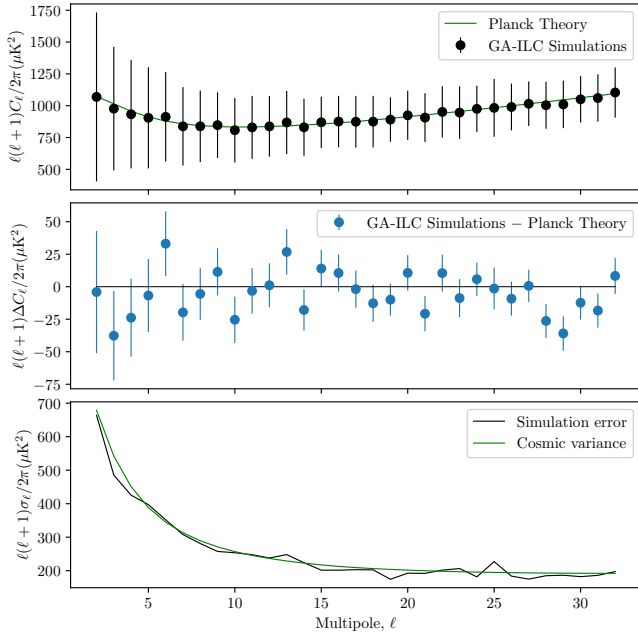 1750
1500
1250
1000
750
500
ℓ(ℓ+1)Cℓ/2π(μK²)
Planck Theory
GA-ILC Simulations
50
25
0
−25
−50
−75
ℓ(ℓ+1)ΔCℓ/2π(μK²)
GA-ILC Simulations − Planck Theory
700
600
500
400
300
200
ℓ(ℓ+1)σℓ/2π(μK²)
Simulation error
Cosmic variance
5 10 15 20 25 30
Multipole, ℓ